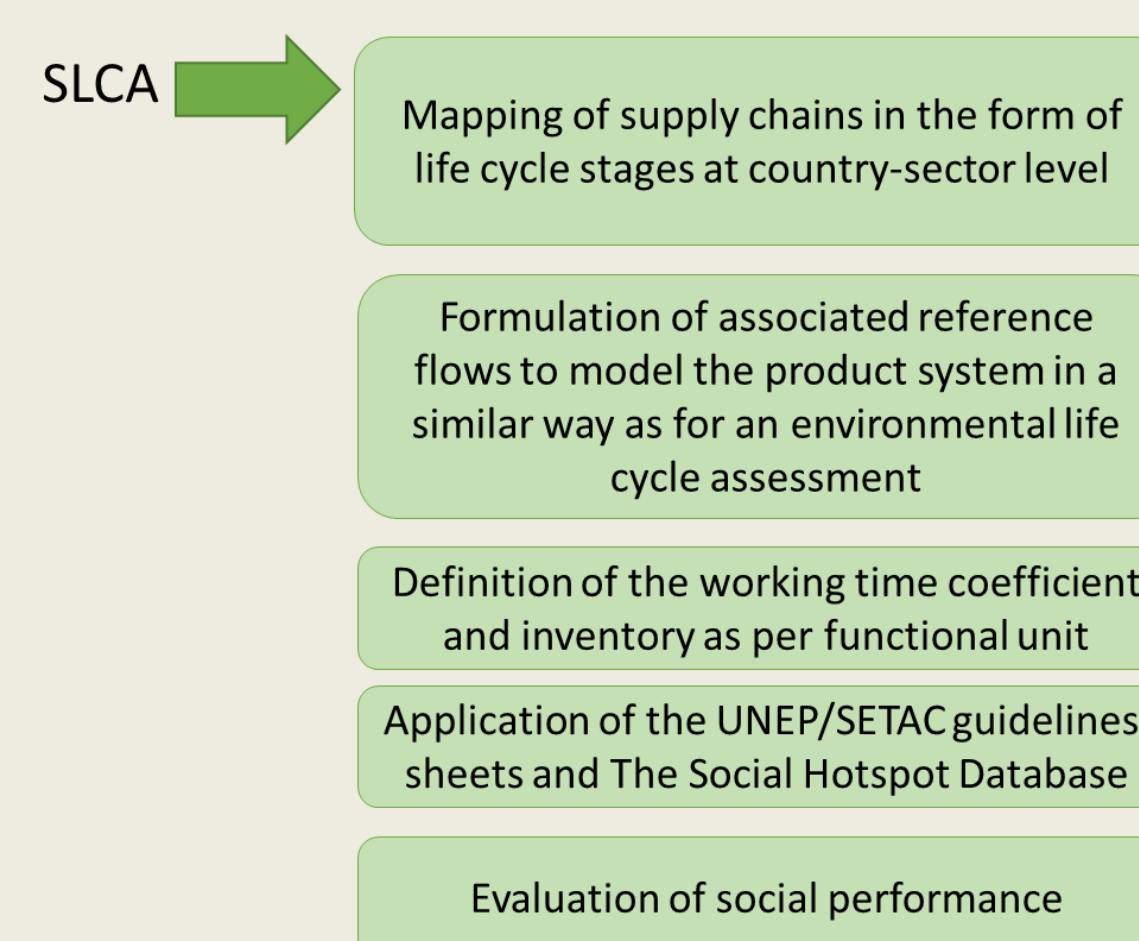 SLCA
Mapping of supply chains in the form of
life cycle stages at country-sector level
Formulation of associated reference
flows to model the product system in a
similar way as for an environmental life
cycle assessment
Definition of the working time coefficient
and inventory as per functional unit
Application of the UNEP/SETAC guidelines
sheets and The Social Hotspot Database
Evaluation of social performance